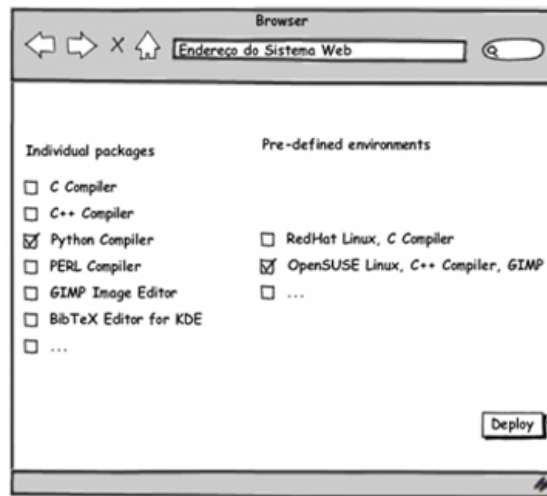 Browser
Endereço do Sistema Web
Individual packages
C Compiler
C++ Compiler
Python Compiler
PERL Compiler
GIMP Image Editor
BibTeX Editor for KDE
...
Pre-defined environments
RedHat Linux, C Compiler
OpenSUSE Linux, C++ Compiler, GIMP
...
Deploy